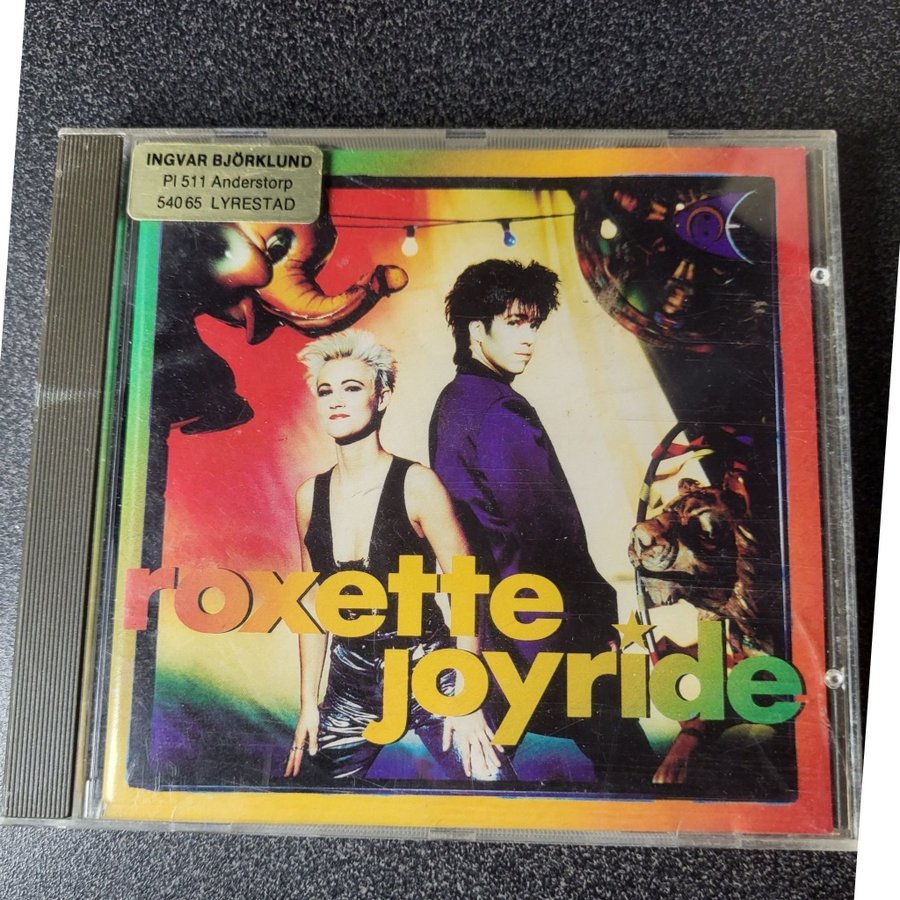 INGVAR BJÖRKLUND
Pl 511 Anderstorp
540 65 LYRESTAD
roxette
joyride